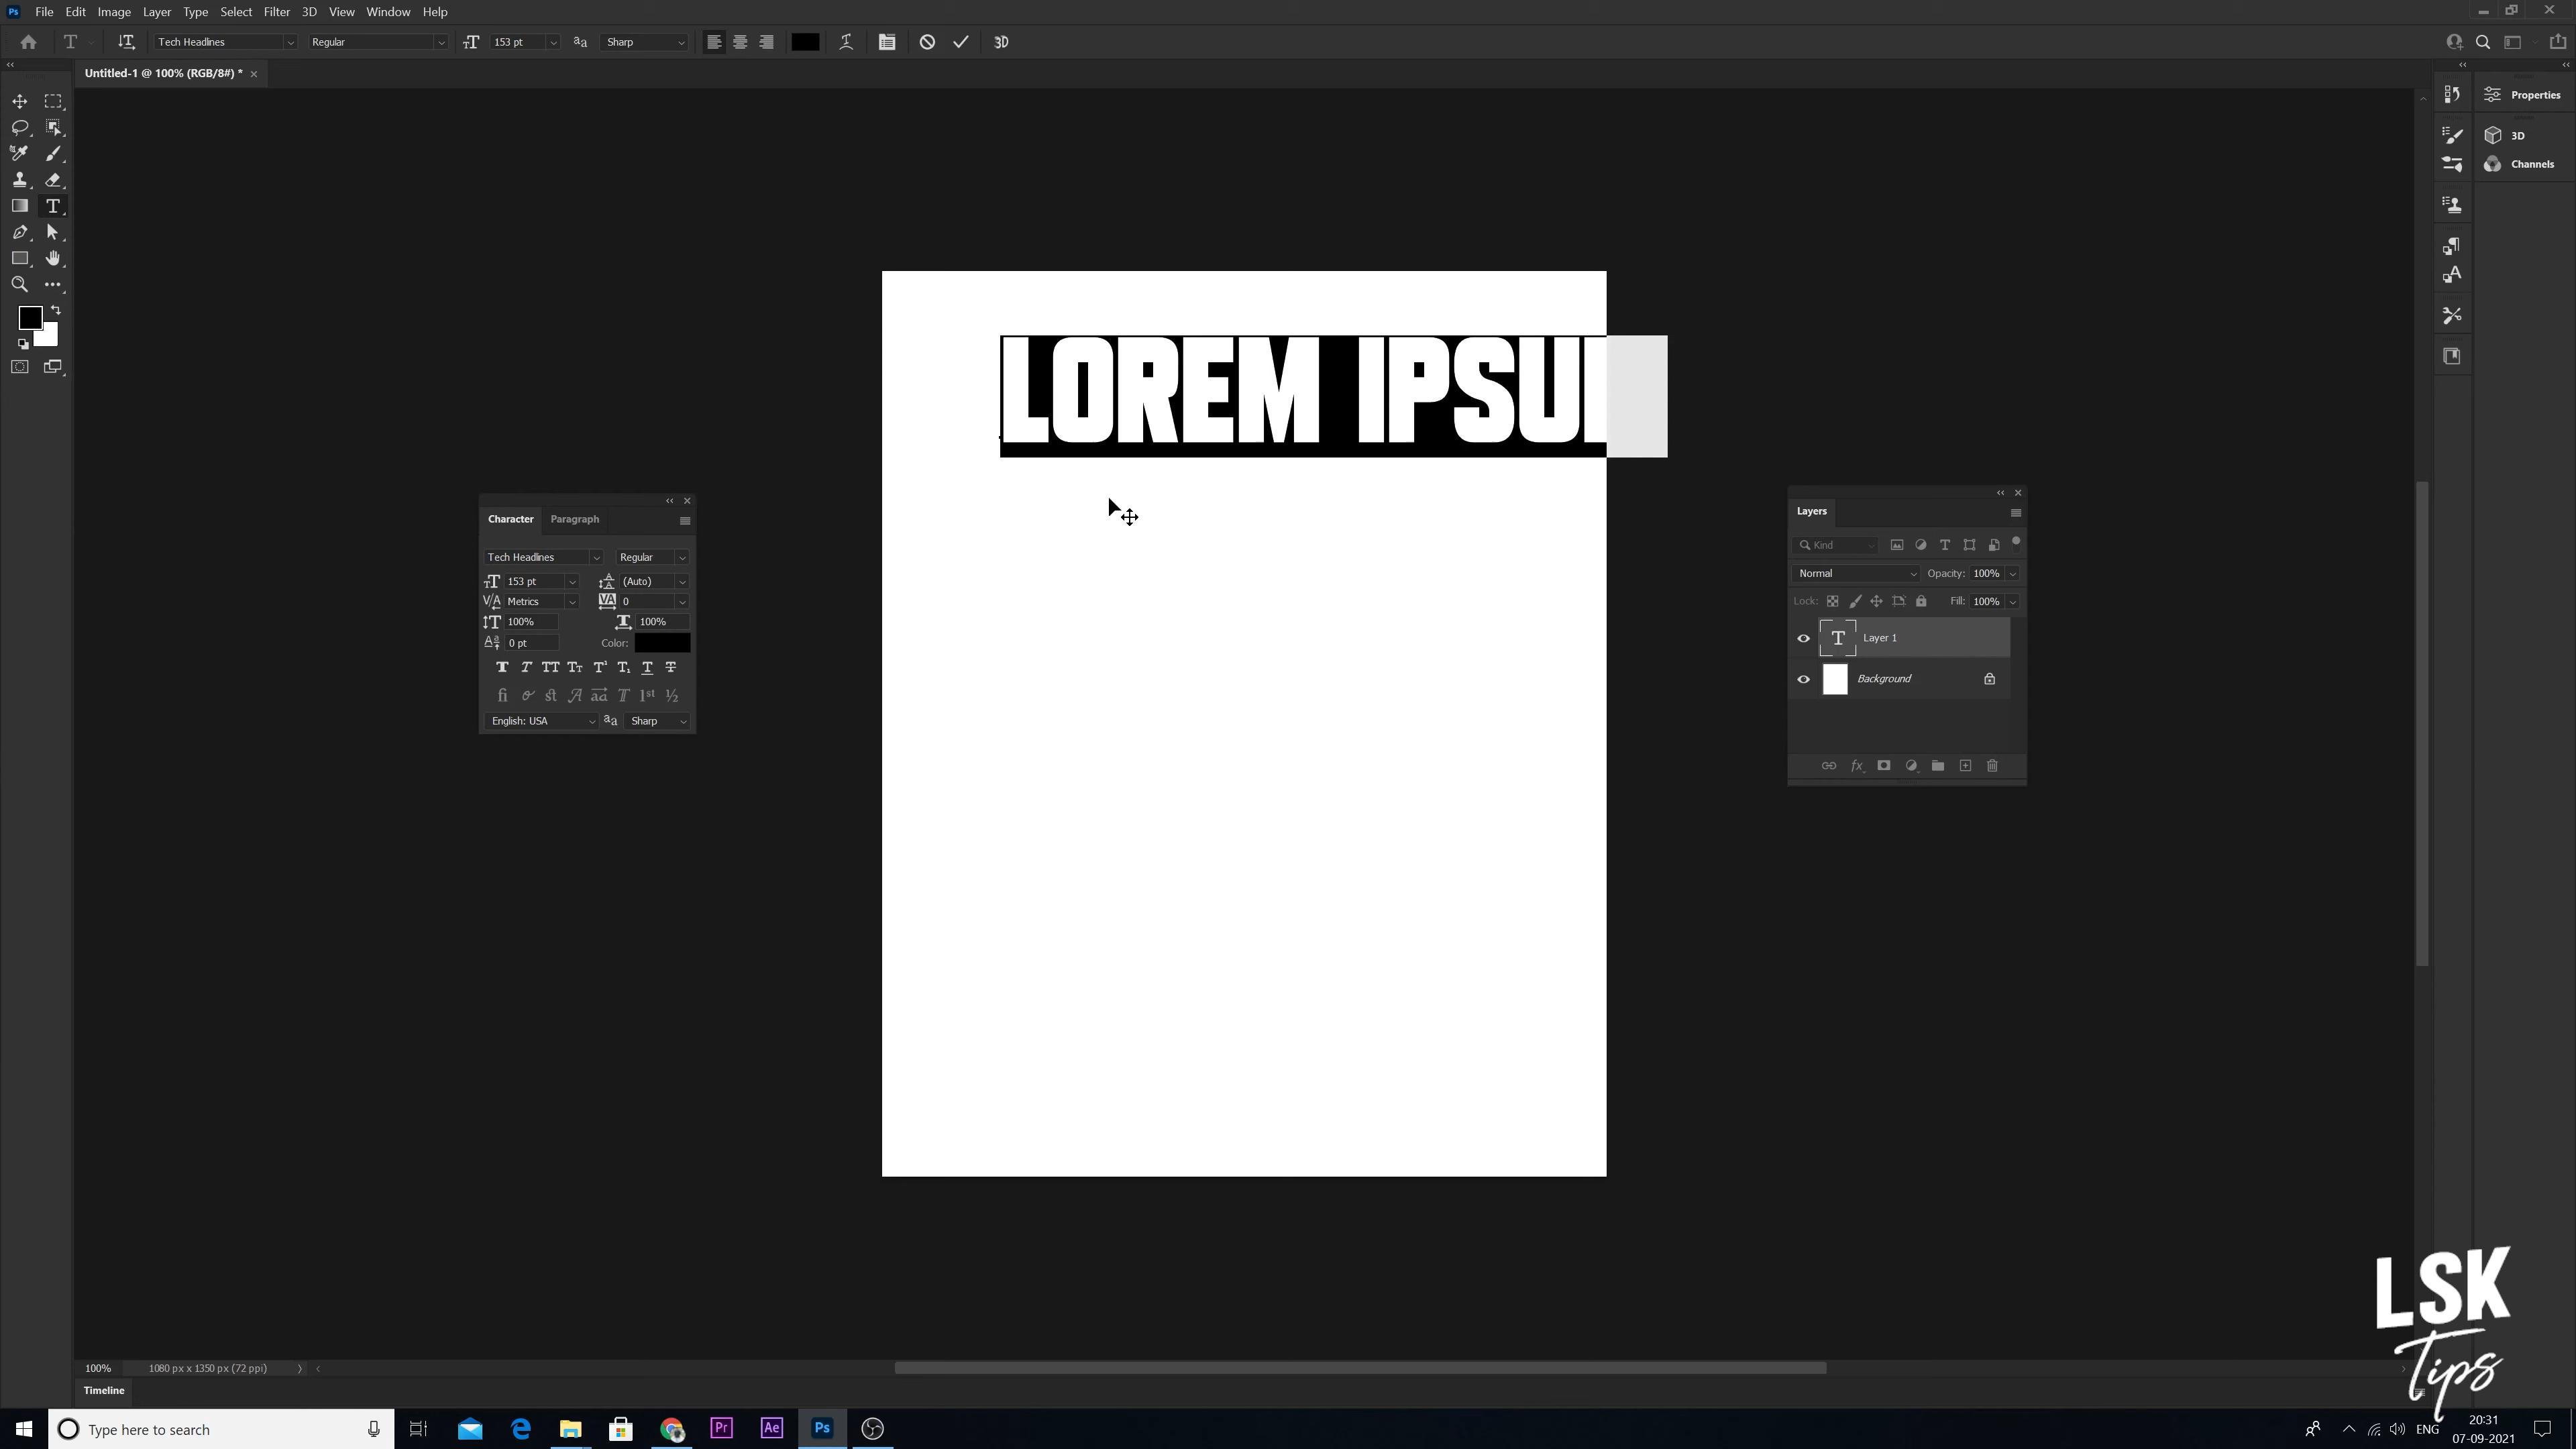 Ps File Edit Image Layer Type Select Filter 3D View Window Help
Tech Headlines Regular 153 pt Sharp 3D
Untitled-1 @ 100% (RGB/8#) *
Properties
3D
Channels
LOREM IPSU
Character Paragraph
Tech Headlines Regular
153 pt (Auto)
Metrics 0
100% 100%
0 pt Color:
English: USA Sharp
Layers
Kind
Normal Opacity: 100%
Lock: Fill: 100%
Layer 1
Background
LSK
Tips
100% 1080 px x 1350 px (72 ppi)
Timeline
Type here to search
Pr Ae Ps
ENG
20:31
07-09-2021